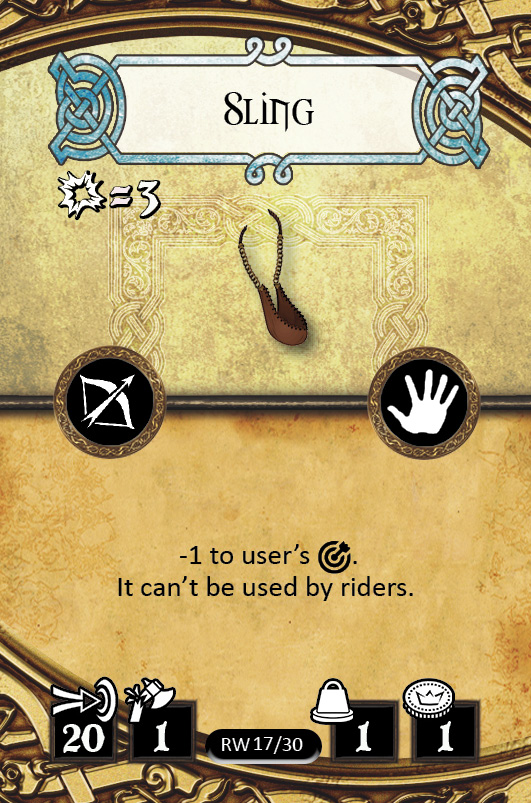 Sling
=3
-1 to user's .
It can't be used by riders.
20
1
RW 17/30
1
1